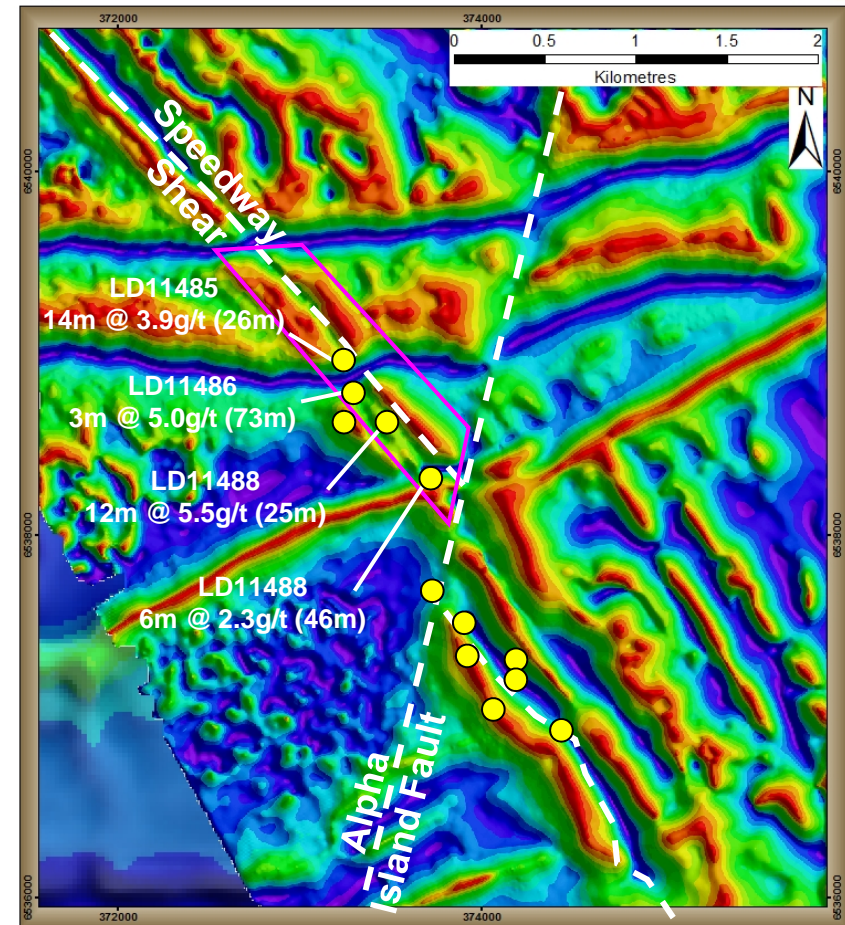 372000
374000
0 0.5 1 1.5 2
Kilometres
N
6540000
6540000
Speedway
Shear
LD11485
14m @ 3.9g/t (26m)
LD11486
3m @ 5.0g/t (73m)
LD11488
12m @ 5.5g/t (25m)
6538000
6538000
LD11488
6m @ 2.3g/t (46m)
Alpha
Island Fault
6536000
6536000
372000
374000